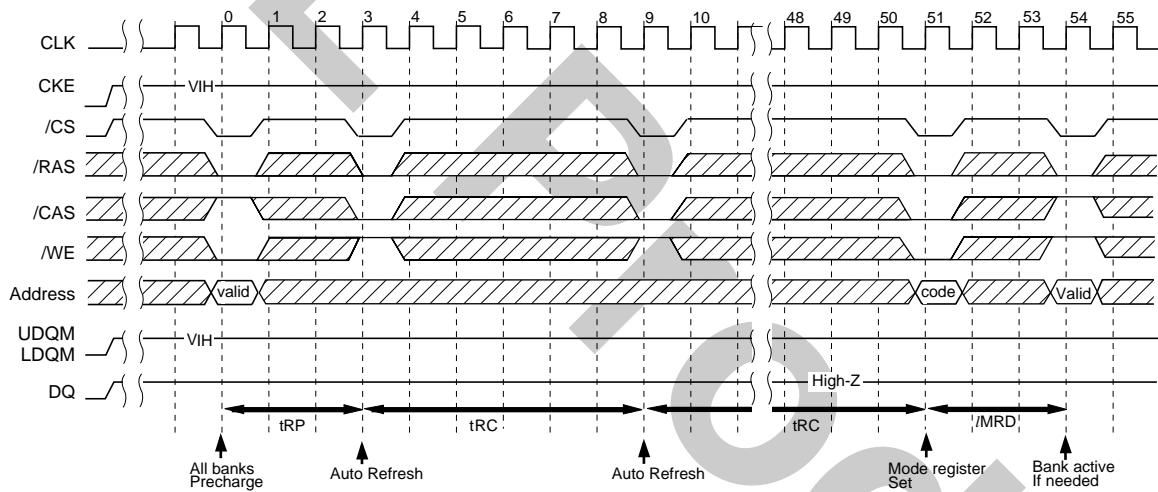 0 1 2 3 4 5 6 7 8 9 10 48 49 50 51 52 53 54 55
CLK
CKE VIH
/CS
/RAS
/CAS
/WE
Address valid code Valid
UDQM
LDQM VIH
DQ High-Z
tRP tRC tRC lMRD
All banks
Precharge
Auto Refresh
Auto Refresh
Mode register
Set
Bank active
If needed